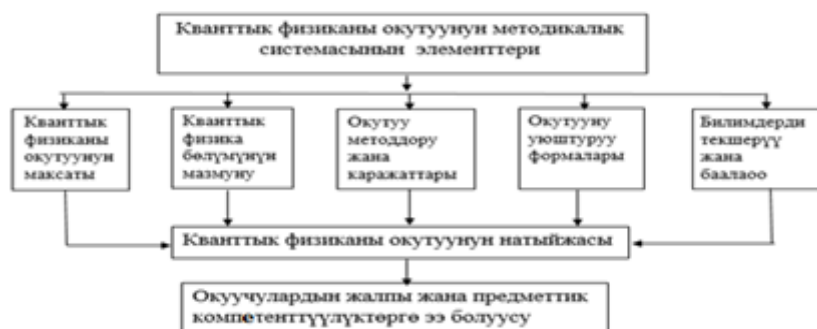 Кванттык физиканы окутуунун методикалык
системасынын элементтери
Кванттык
физиканы
окутуунун
максаты
Кванттык
физика
бөлүмүнүн
мазмуну
Окутуу
методдору
жана
каражаттары
Окутууну
уюштуруу
формалары
Билимдерди
текшерүү
жана
баалаоо
Кванттык физиканы окутуунун натыйжасы
Окуучулардын жалпы жана предметтик
компетенттүүлүктөргө ээ болуусу